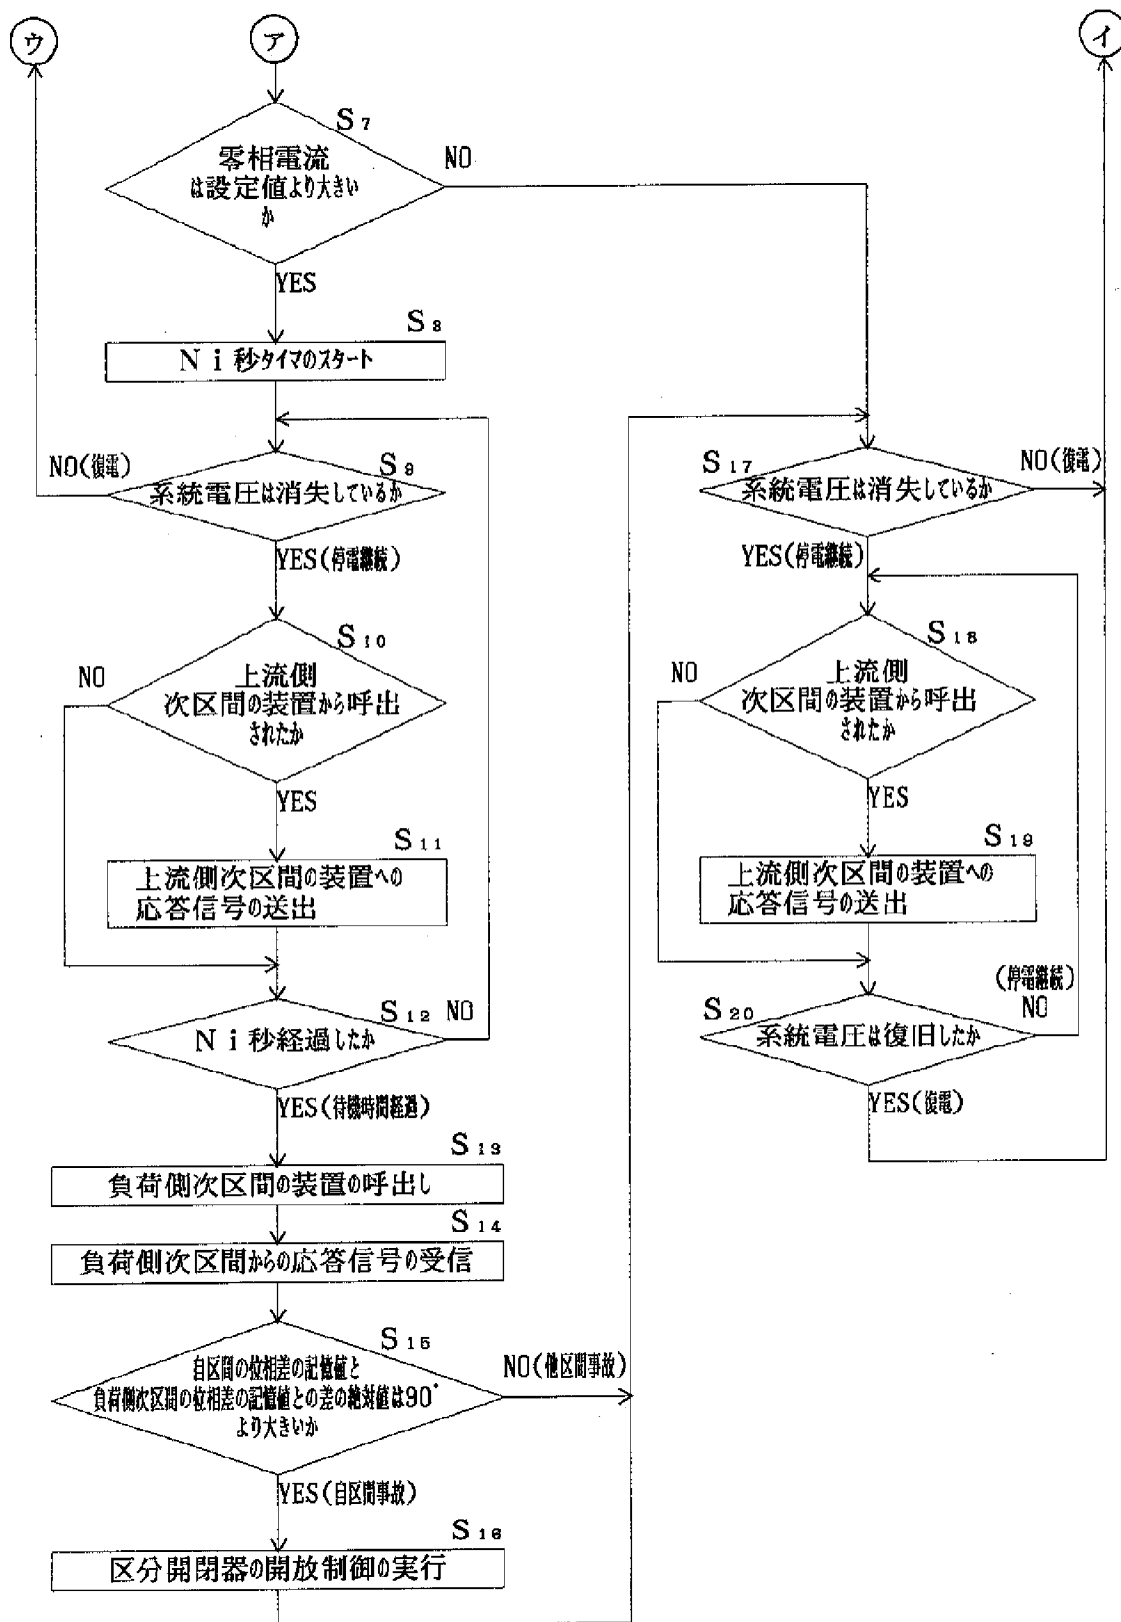 ウ
ア
イ
S7
零相電流
は設定値より大きい
か
NO
YES
S8
Ni秒タイマのスタート
NO(復電)
S9
系統電圧は消失しているか
YES(停電継続)
S10
NO
上流側
次区間の装置から呼出
されたか
YES
S11
上流側次区間の装置への
応答信号の送出
S12
NO
Ni秒経過したか
YES(待機時間経過)
S13
負荷側次区間の装置の呼出し
S14
負荷側次区間からの応答信号の受信
S15
自区間の位相差の記憶値と
負荷側次区間の位相差の記憶値との差の絶対値は90°
より大きいか
NO(他区間事故)
YES(自区間事故)
S16
区分開閉器の開放制御の実行
S17
系統電圧は消失しているか
NO(復電)
YES(停電継続)
S18
NO
上流側
次区間の装置から呼出
されたか
YES
S19
上流側次区間の装置への
応答信号の送出
S20
(停電継続)
NO
系統電圧は復旧したか
YES(復電)